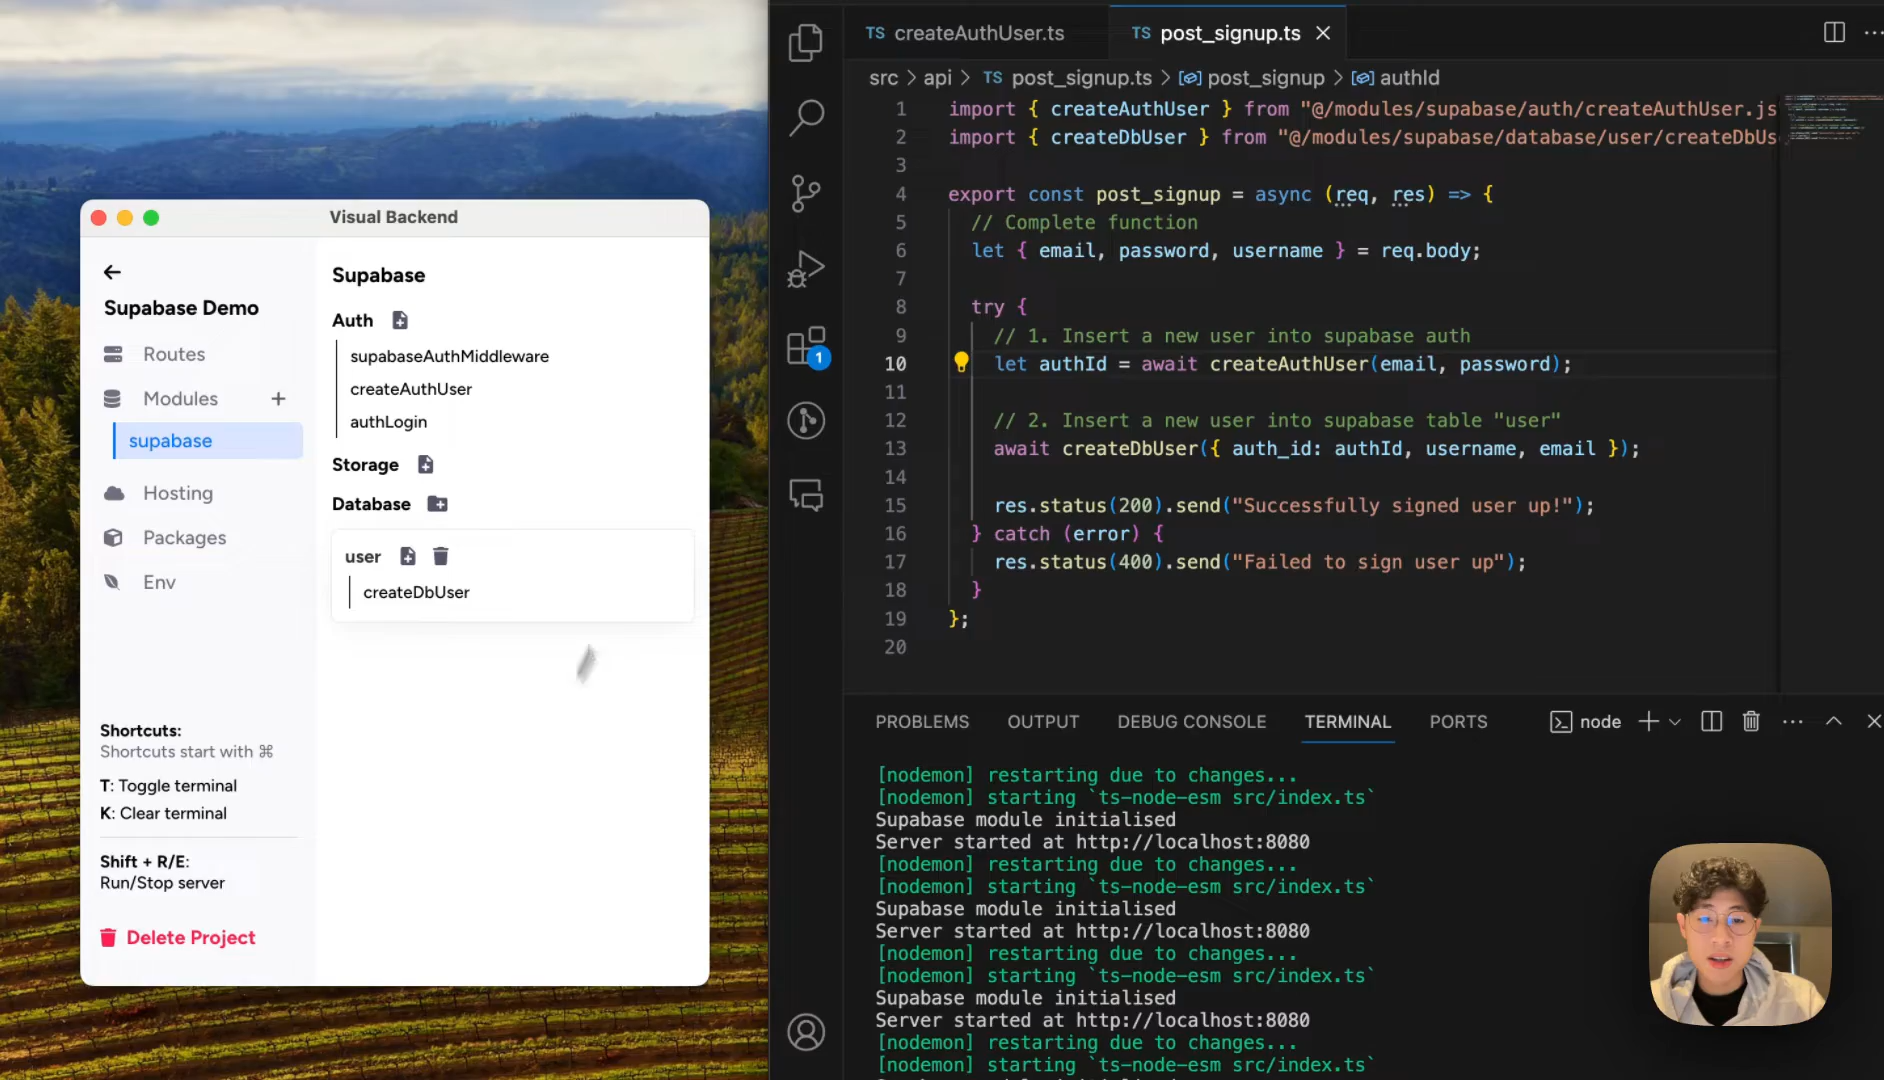 Visual Backend
Supabase Demo
Routes
Modules +
supabase
Hosting
Packages
Env
Shortcuts:
Shortcuts start with ⌘
T: Toggle terminal
K: Clear terminal
Shift + R/E:
Run/Stop server
Delete Project
Supabase
Auth
supabaseAuthMiddleware
createAuthUser
authLogin
Storage
Database
user
createDbUser
1
TS createAuthUser.ts
TS post_signup.ts
src > api > TS post_signup.ts > post_signup > authId
1 import { createAuthUser } from "@/modules/supabase/auth/createAuthUser.js
2 import { createDbUser } from "@/modules/supabase/database/user/createDbUs
3
4 export const post_signup = async (req, res) => {
5 // Complete function
6 let { email, password, username } = req.body;
7
8 try {
9 // 1. Insert a new user into supabase auth
10 let authId = await createAuthUser(email, password);
11
12 // 2. Insert a new user into supabase table "user"
13 await createDbUser({ auth_id: authId, username, email });
14
15 res.status(200).send("Successfully signed user up!");
16 } catch (error) {
17 res.status(400).send("Failed to sign user up");
18 }
19 };
20
PROBLEMS OUTPUT DEBUG CONSOLE TERMINAL PORTS node
[nodemon] restarting due to changes...
[nodemon] starting `ts-node-esm src/index.ts`
Supabase module initialised
Server started at http://localhost:8080
[nodemon] restarting due to changes...
[nodemon] starting `ts-node-esm src/index.ts`
Supabase module initialised
Server started at http://localhost:8080
[nodemon] restarting due to changes...
[nodemon] starting `ts-node-esm src/index.ts`
Supabase module initialised
Server started at http://localhost:8080
[nodemon] restarting due to changes...
[nodemon] starting `ts-node-esm src/index.ts`